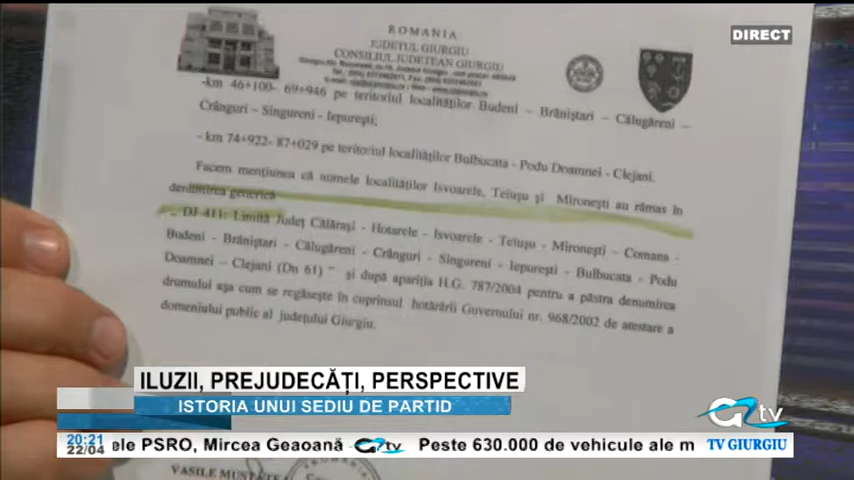 DIRECT
ROMANIA
JUDEȚUL GIURGIU
CONSILIUL JUDEȚEAN GIURGIU
-km 46+100- 69+946 pe teritoriul localităților Budeni – Brăniștari – Călugăreni –
Crânguri – Singureni - Iepurești;
- km 74+922- 87+029 pe teritoriul localităților Bulbucata - Podu Doamnei - Clejani.
Facem mențiunea că numele localităților Isvoarele, Teiușu și Mironești au rămas în
denumirea generică
„ DJ 411: Limită Județ Călărași - Hotarele - Isvoarele - Teiușu - Mironești – Comana -
Budeni - Brăniștari - Călugăreni - Crânguri - Singureni - Iepurești - Bulbucata - Podu
Doamnei – Clejani (Dn 61) " și după apariția H.G. 787/2004 pentru a păstra denumirea
drumului așa cum se regăsește în cuprinsul hotărârii Guvernului nr. 968/2002 de atestare a
domeniului public al județului Giurgiu.
ILUZII, PREJUDECĂȚI, PERSPECTIVE
ISTORIA UNUI SEDIU DE PARTID
G tv
20:21
22/04
ele PSRO, Mircea Geaoană
G tv
Peste 630.000 de vehicule ale m
TV GIURGIU
VASILE
ROMANIA